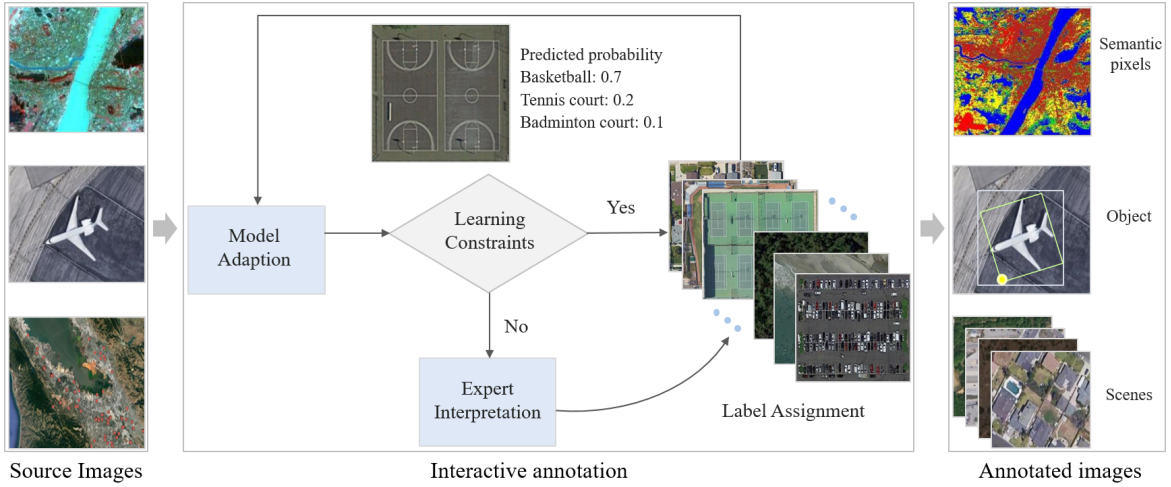 Predicted probability
Basketball: 0.7
Tennis court: 0.2
Badminton court: 0.1
Model
Adaption
Learning
Constraints
Yes
No
Expert
Interpretation
Label Assignment
Semantic
pixels
Object
Scenes
Source Images
Interactive annotation
Annotated images